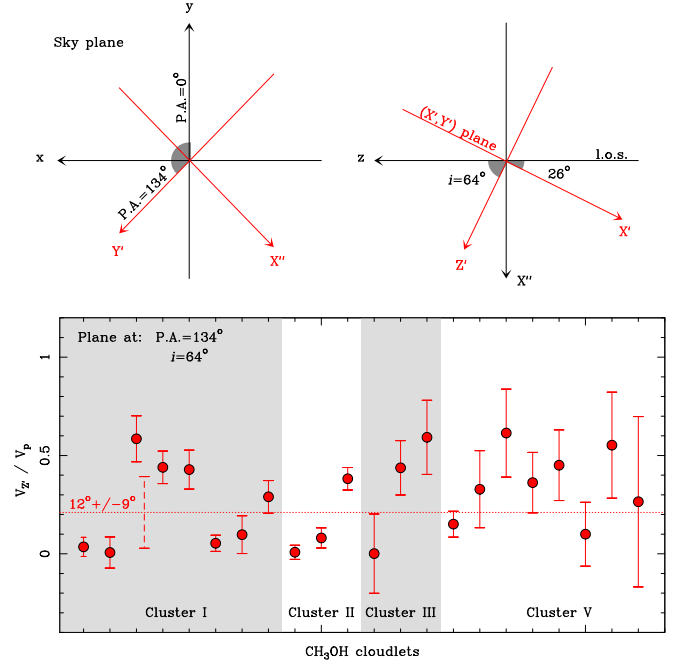 y
Sky plane
P.A.=0°
x
P.A.=134°
Y'
X''
(X',Y') plane
z
l.o.s.
i=64°
26°
X'
Z'
X''
Plane at: P.A.=134°
i=64°
1
0.5
0
V_Z' / V_p
12°+/−9°
Cluster I
Cluster II
Cluster III
Cluster V
CH₃OH cloudlets